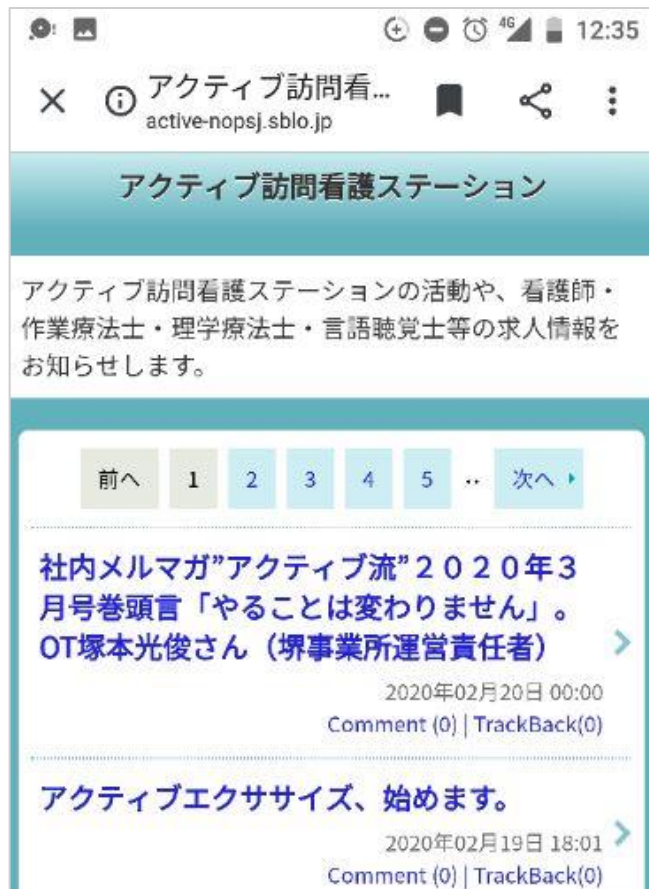 4G 12:35
アクティブ訪問看...
active-nopsj.sblo.jp
アクティブ訪問看護ステーション
アクティブ訪問看護ステーションの活動や、看護師・
作業療法士・理学療法士・言語聴覚士等の求人情報を
お知らせします。
前へ 1 2 3 4 5 .. 次へ
社内メルマガ”アクティブ流”２０２０年３
月号巻頭言「やることは変わりません」。
OT塚本光俊さん（堺事業所運営責任者）
2020年02月20日 00:00
Comment (0) | TrackBack(0)
アクティブエクササイズ、始めます。
2020年02月19日 18:01
Comment (0) | TrackBack(0)